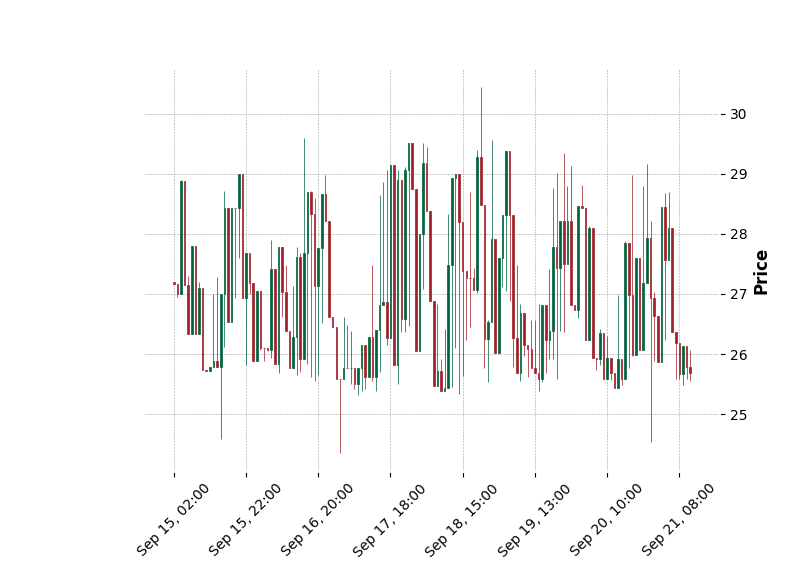 30
29
28
27
26
25
Price
Sep 15, 02:00
Sep 15, 22:00
Sep 16, 20:00
Sep 17, 18:00
Sep 18, 15:00
Sep 19, 13:00
Sep 20, 10:00
Sep 21, 08:00